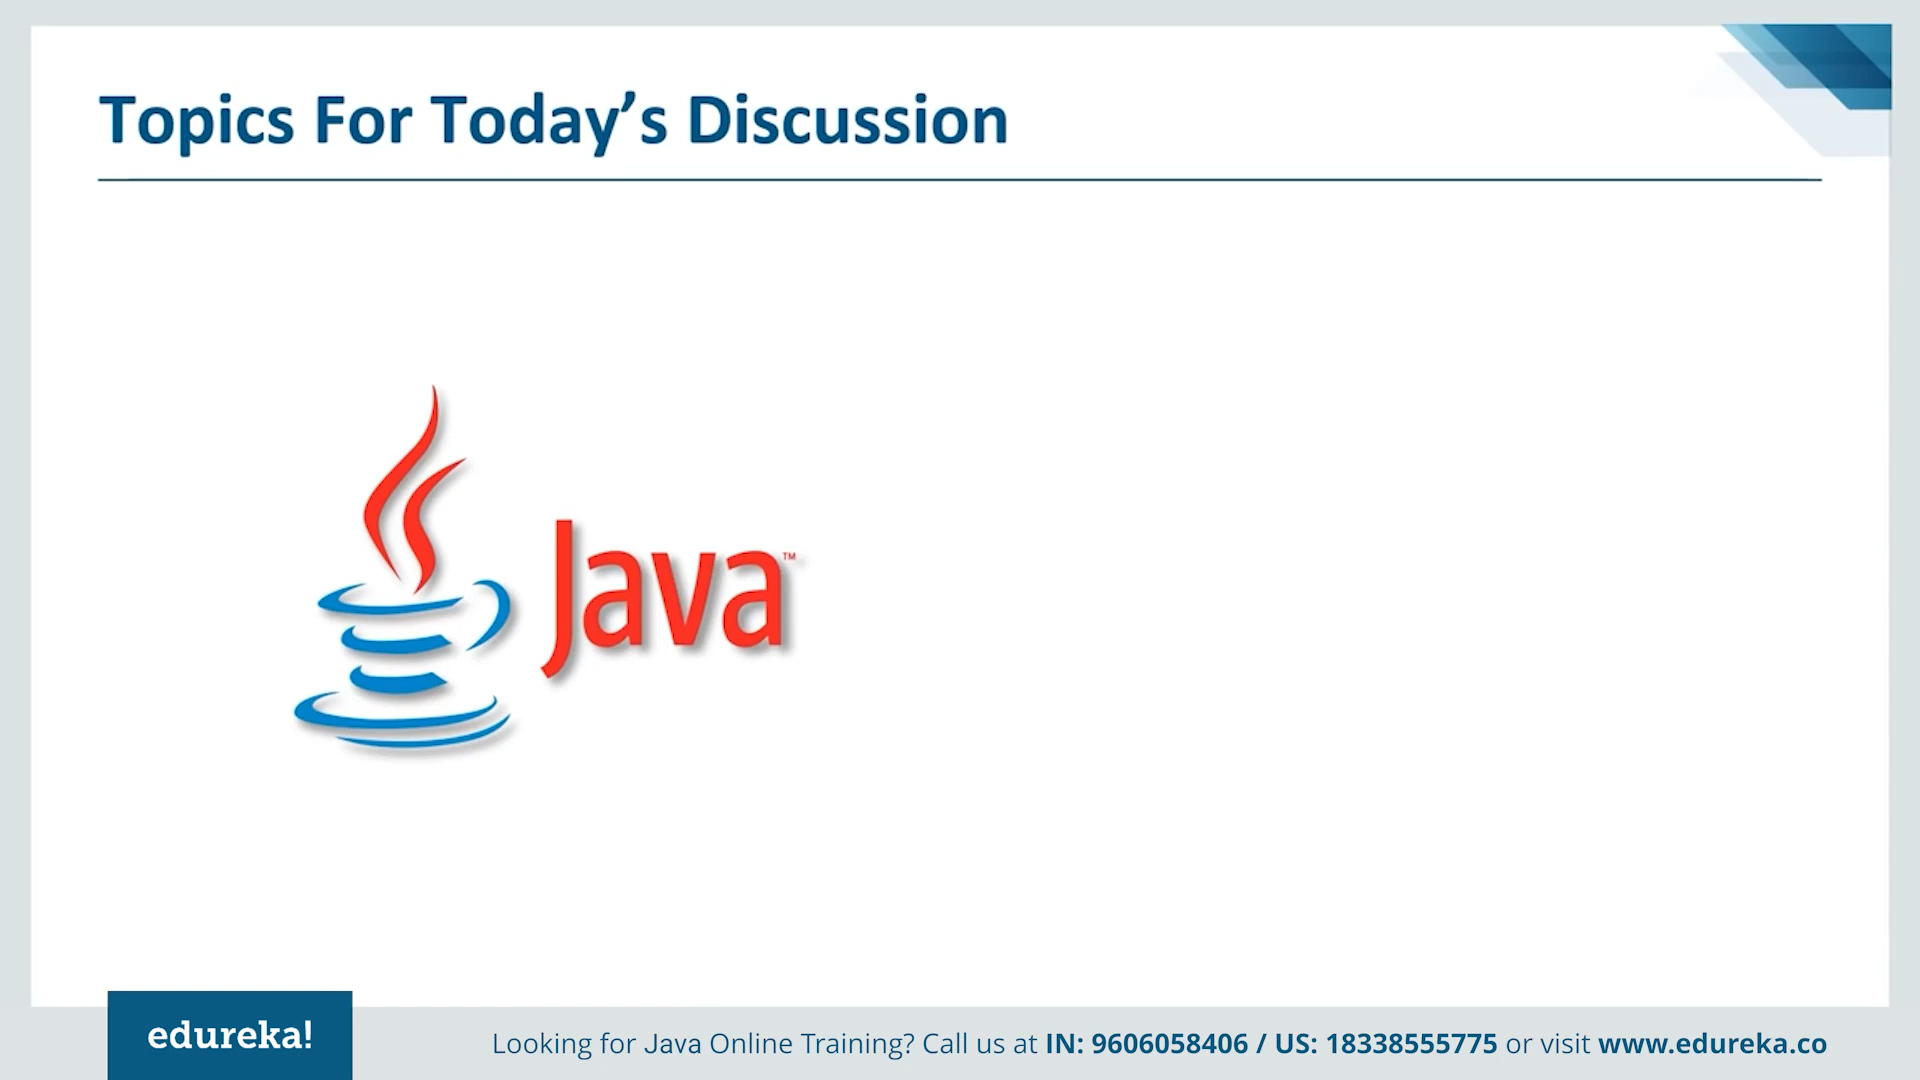 Topics For Today’s Discussion
Java™
edureka!
Looking for Java Online Training? Call us at IN: 9606058406 / US: 18338555775 or visit www.edureka.co